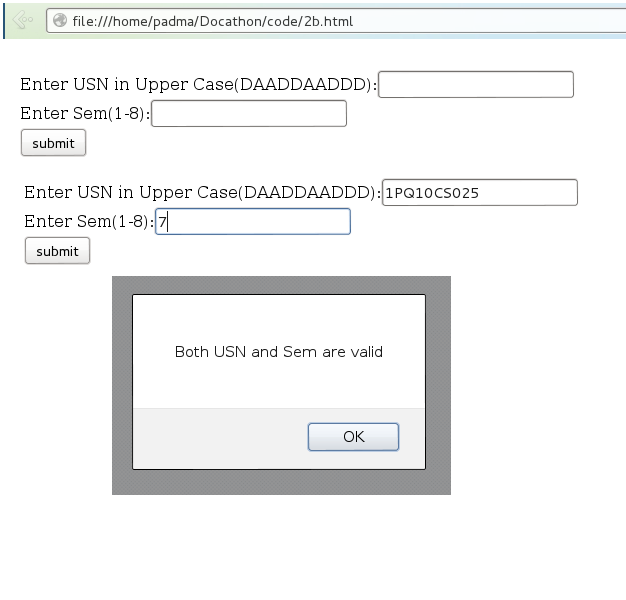 file:///home/padma/Docathon/code/2b.html
Enter USN in Upper Case(DAADDAADDD):
Enter Sem(1-8):
submit
Enter USN in Upper Case(DAADDAADDD):1PQ10CS025
Enter Sem(1-8):7
submit
Both USN and Sem are valid
OK